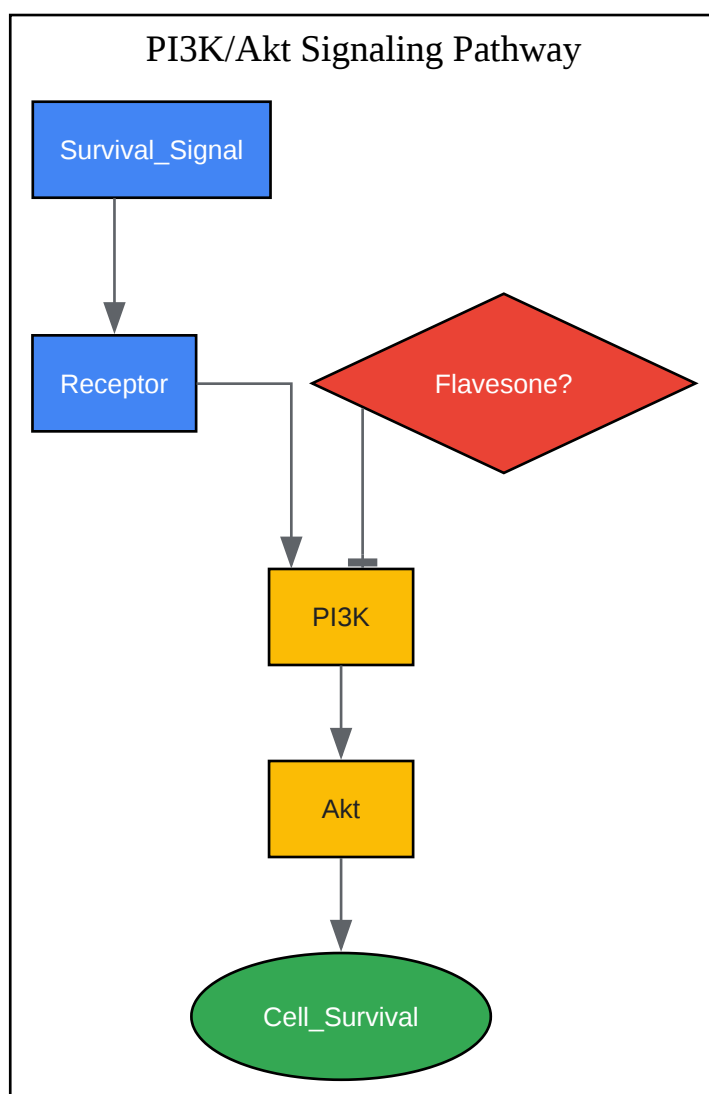 PI3K/Akt Signaling Pathway
Survival_Signal
Receptor
Flavesone?
PI3K
Akt
Cell_Survival